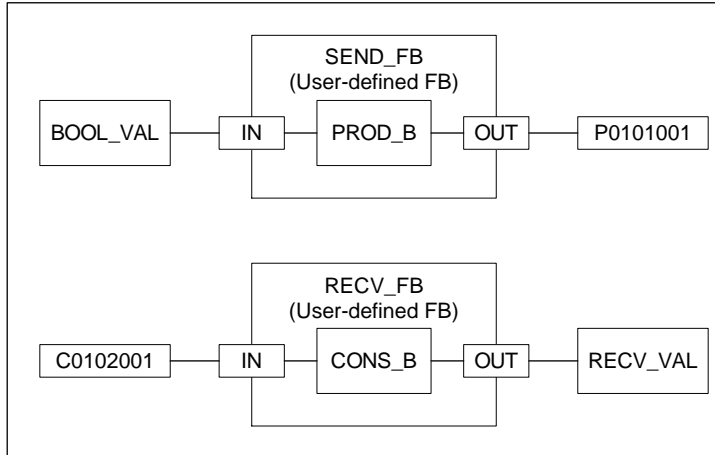 SEND_FB
(User-defined FB)
BOOL_VAL IN PROD_B OUT P0101001
RECV_FB
(User-defined FB)
C0102001 IN CONS_B OUT RECV_VAL